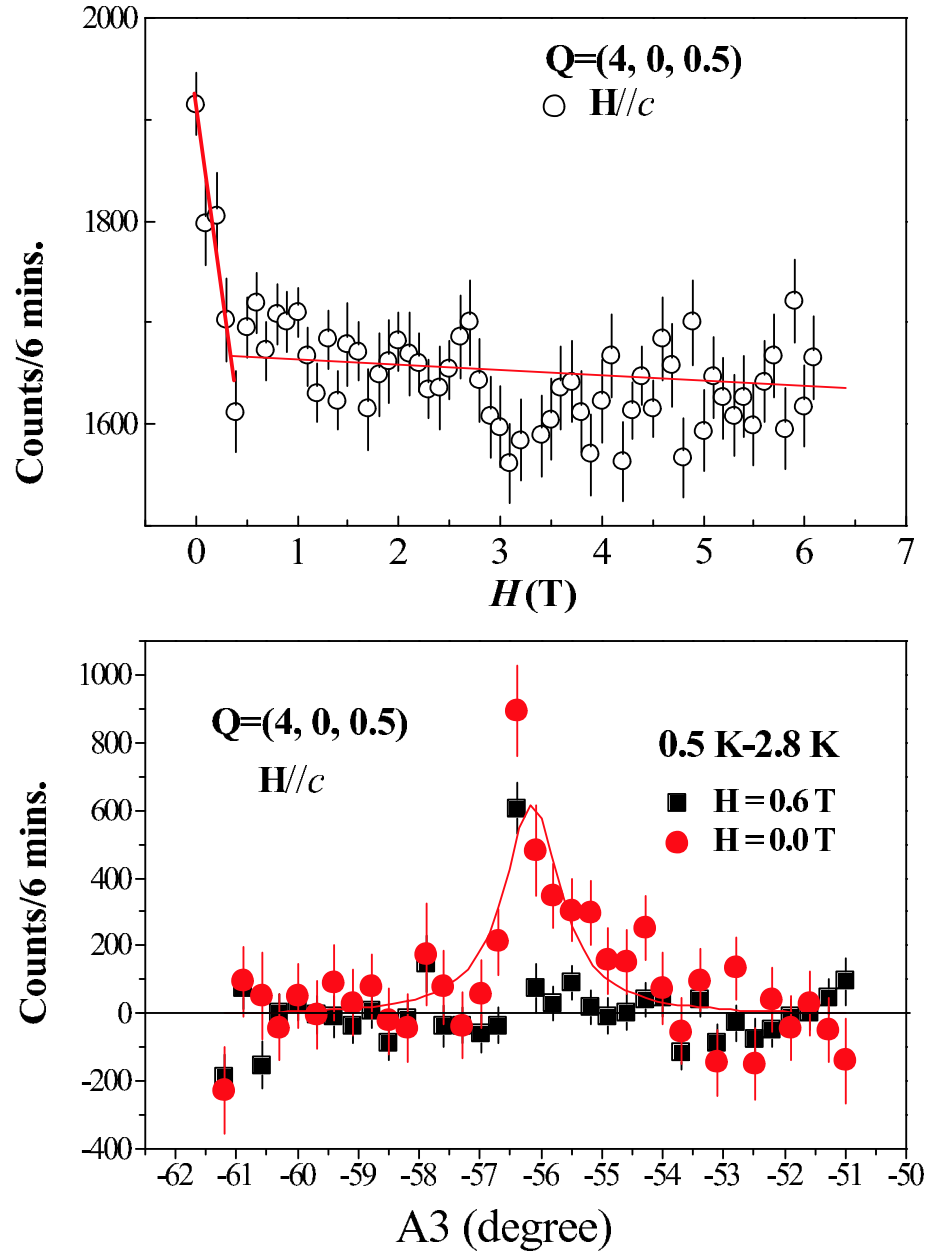 2000
1800
1600
Counts/6 mins.
Q=(4, 0, 0.5)
H//c
0 1 2 3 4 5 6 7
H (T)
1000
800
600
400
200
0
-200
-400
Counts/6 mins.
Q=(4, 0, 0.5)
H//c
0.5 K-2.8 K
H = 0.6 T
H = 0.0 T
-62 -61 -60 -59 -58 -57 -56 -55 -54 -53 -52 -51 -50
A3 (degree)